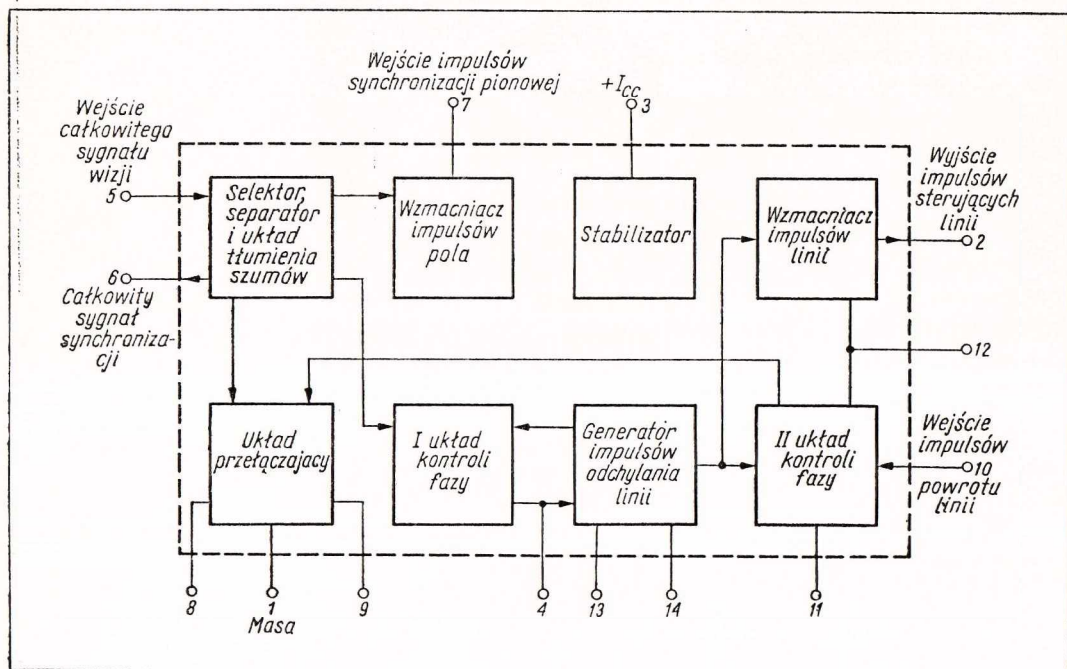 Wejście impulsów
synchronizacji pionowej
7
+I_CC
3
Wejście
całkowitego
sygnału
wizji
5
6
Całkowity
sygnał
synchroniza-
cji
Selektor,
separator
i układ
tłumienia
szumów
Wzmacniacz
impulsów
pola
Stabilizator
Wzmacniacz
impulsów
linii
Wyjście
impulsów
sterujących
linii
2
12
Układ
przełączajacy
I układ
kontroli
fazy
Generator
impulsów
odchylania
linii
II układ
kontroli
fazy
Wejście
impulsów
10
powrotu
linii
8
1
Masa
9
4
13
14
11